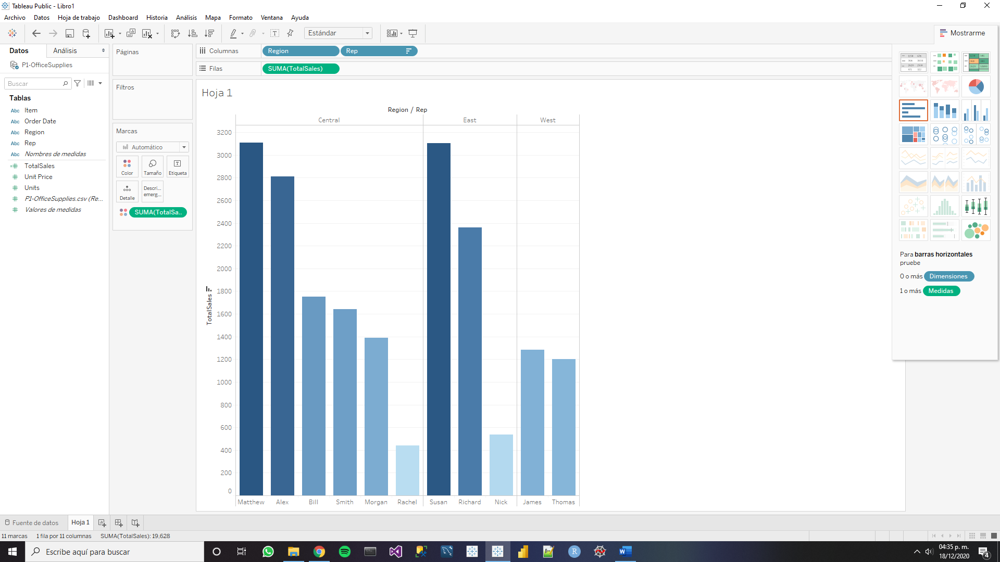 Tableau Public - Libro1
Archivo Datos Hoja de trabajo Dashboard Historia Análisis Mapa Formato Ventana Ayuda
Estándar
Mostrarme
Datos Análisis
P1-OfficeSupplies
Buscar
Tablas
Abc Item
Abc Order Date
Abc Region
Abc Rep
Abc Nombres de medidas
TotalSales
Unit Price
Units
P1-OfficeSupplies.csv (Re...
Valores de medidas
Páginas
Filtros
Marcas
Automático
Color Tamaño Etiqueta
Detalle Descri... emerg...
SUMA(TotalSa..
Columnas Region Rep
Filas SUMA(TotalSales)
Hoja 1
Region / Rep
Central East West
TotalSales
3200
3000
2800
2600
2400
2200
2000
1800
1600
1400
1200
1000
800
600
400
200
0
Matthew Alex Bill Smith Morgan Rachel Susan Richard Nick James Thomas
Para barras horizontales
pruebe
0 o más Dimensiones
1 o más Medidas
Fuente de datos Hoja 1
11 marcas 1 fila por 11 columnas SUMA(TotalSales): 19,628
Escribe aquí para buscar
04:35 p. m.
18/12/2020
4